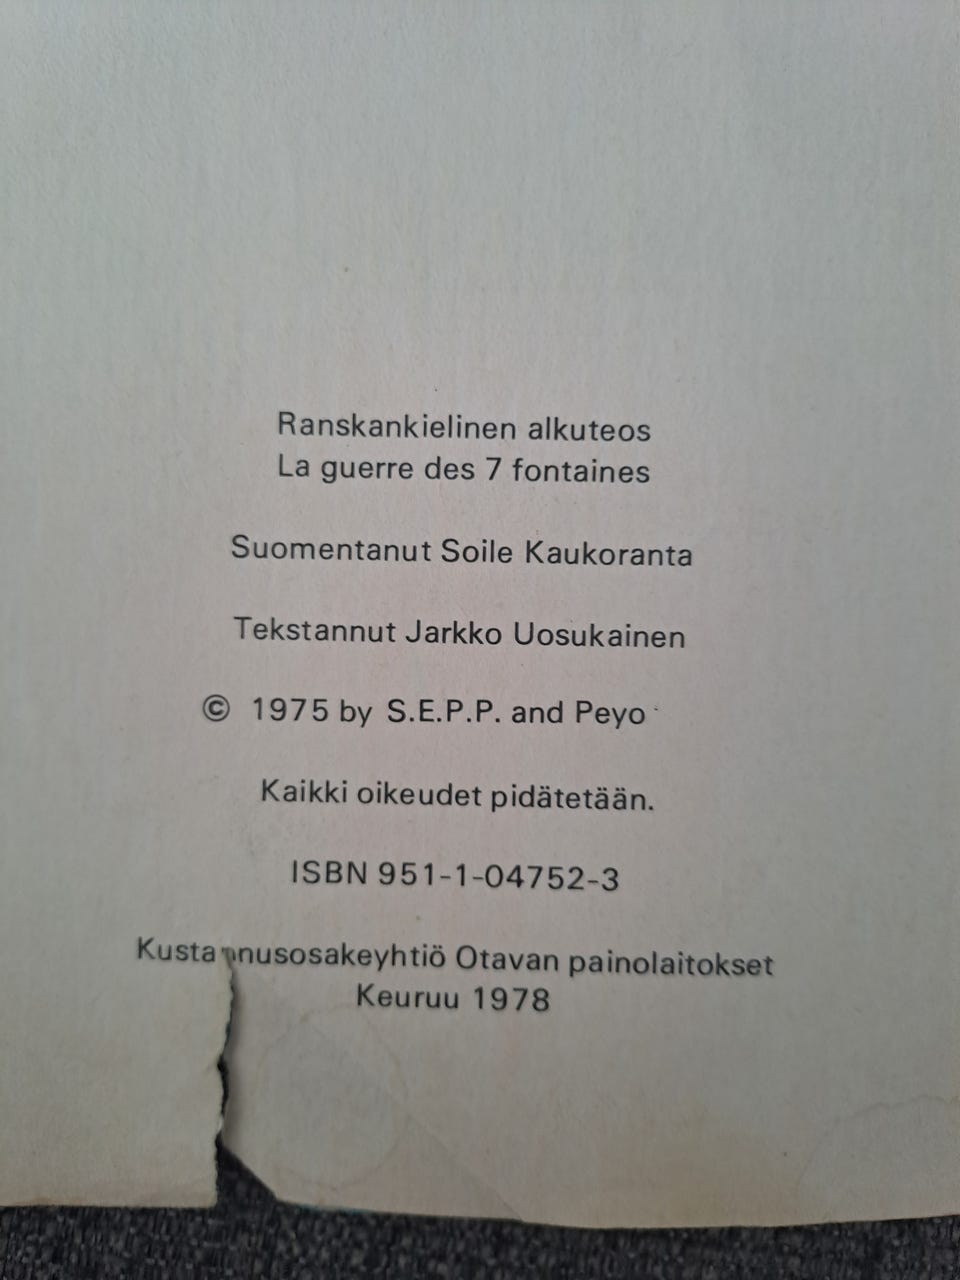 Ranskankielinen alkuteos
La guerre des 7 fontaines
Suomentanut Soile Kaukoranta
Tekstannut Jarkko Uosukainen
© 1975 by S.E.P.P. and Peyo
Kaikki oikeudet pidätetään.
ISBN 951-1-04752-3
Kustannusosakeyhtiö Otavan painolaitokset
Keuruu 1978